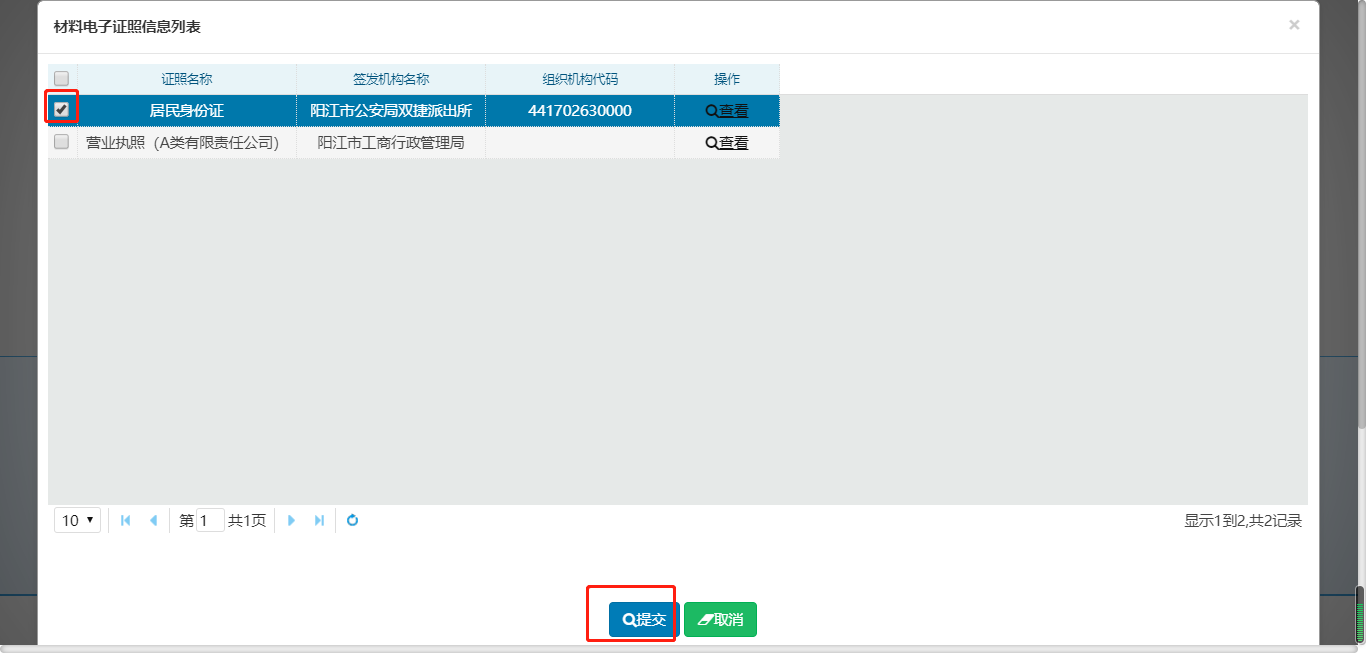 材料电子证照信息列表
×
证照名称 签发机构名称 组织机构代码 操作
居民身份证 阳江市公安局双捷派出所 441702630000 查看
营业执照（A类有限责任公司） 阳江市工商行政管理局 查看
10 第 1 共1页 显示1到2,共2记录
提交 取消